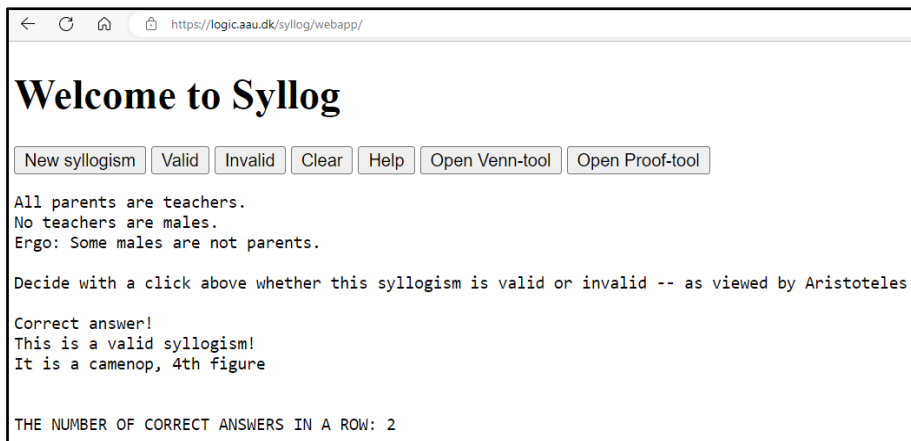 https://logic.aau.dk/syllog/webapp/
Welcome to Syllog
New syllogism Valid Invalid Clear Help Open Venn-tool Open Proof-tool
All parents are teachers.
No teachers are males.
Ergo: Some males are not parents.
Decide with a click above whether this syllogism is valid or invalid -- as viewed by Aristoteles
Correct answer!
This is a valid syllogism!
It is a camenop, 4th figure
THE NUMBER OF CORRECT ANSWERS IN A ROW: 2